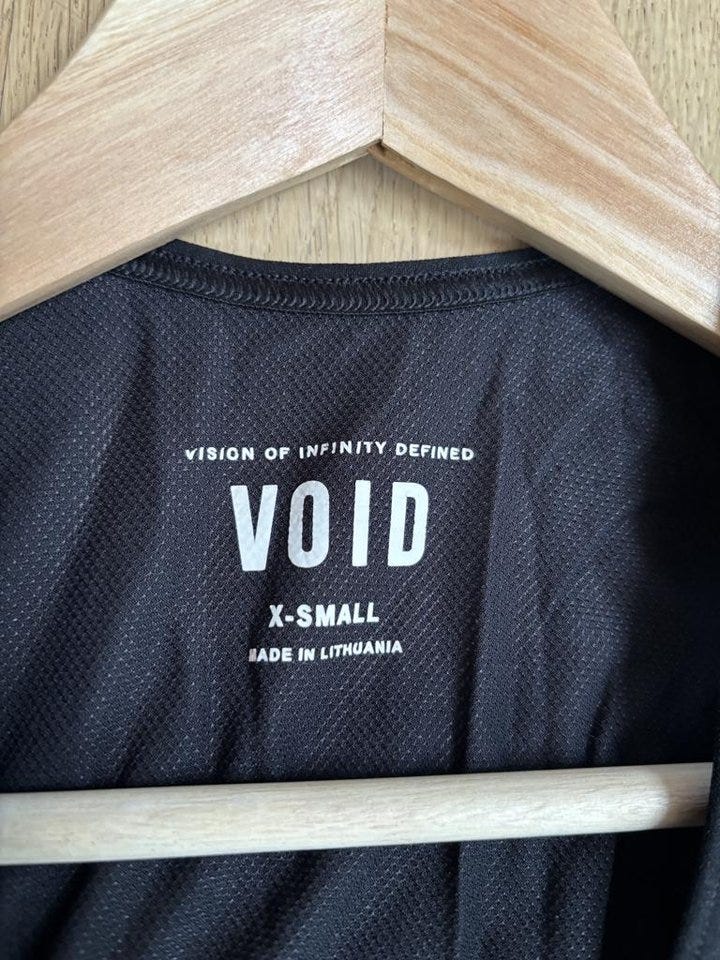 VISION OF INFINITY DEFINED
VOID
X-SMALL
MADE IN LITHUANIA